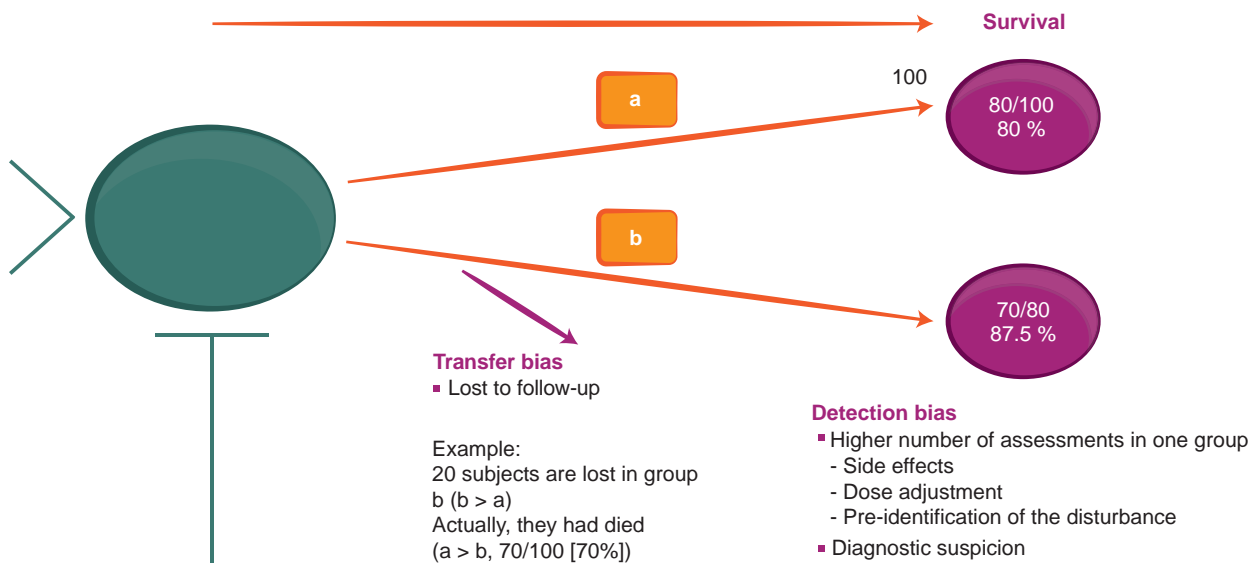 Survival
a
100
80/100
80 %
b
70/80
87.5 %
Transfer bias
▪ Lost to follow-up
Example:
20 subjects are lost in group
b (b > a)
Actually, they had died
(a > b, 70/100 [70%])
Detection bias
▪ Higher number of assessments in one group
- Side effects
- Dose adjustment
- Pre-identification of the disturbance
▪ Diagnostic suspicion